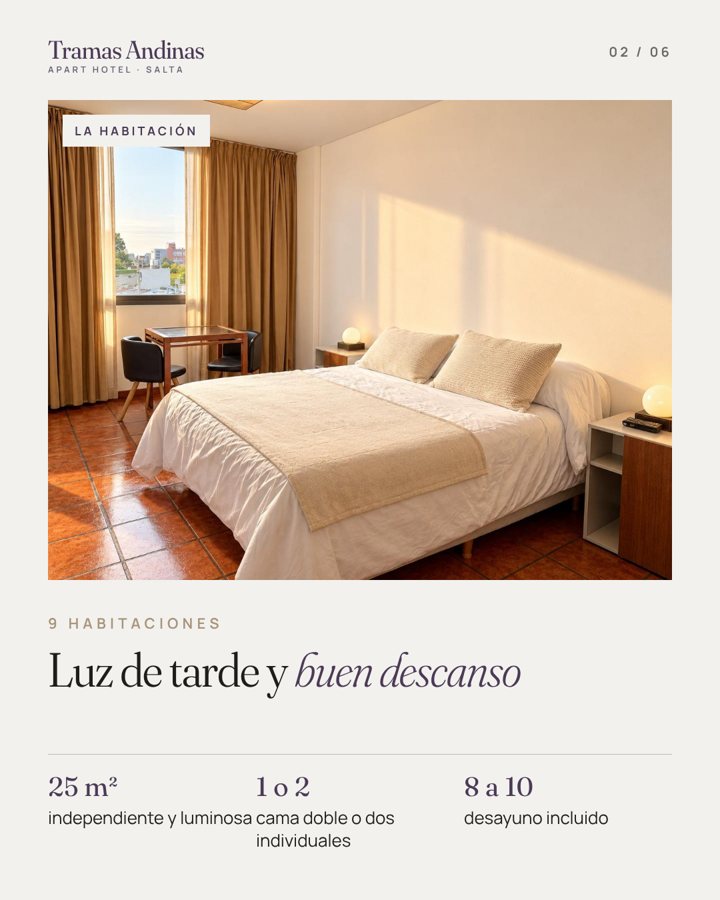 Tramas Andinas
APART HOTEL · SALTA
02 / 06
LA HABITACIÓN
9 HABITACIONES
Luz de tarde y buen descanso
25 m²
independiente y luminosa
1 o 2
cama doble o dos
individuales
8 a 10
desayuno incluido